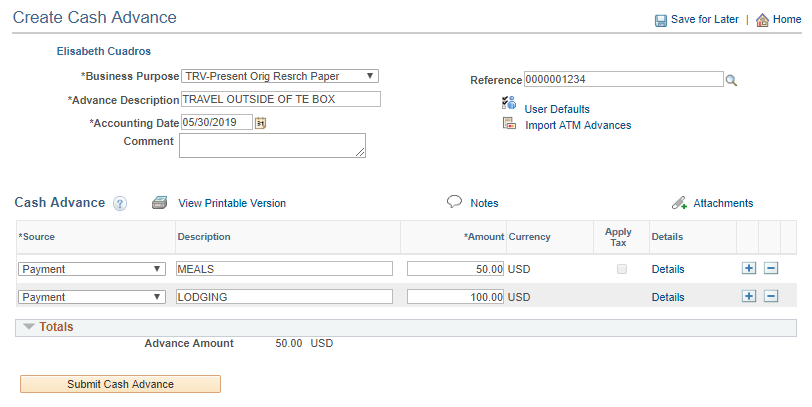 Create Cash Advance
Save for Later | Home
Elisabeth Cuadros
*Business Purpose TRV-Present Orig Resrch Paper
Reference 0000001234
*Advance Description TRAVEL OUTSIDE OF TE BOX
User Defaults
*Accounting Date 05/30/2019
Import ATM Advances
Comment
Cash Advance ? View Printable Version Notes Attachments
*Source Description *Amount Currency Apply Tax Details
Payment MEALS 50.00 USD Details
Payment LODGING 100.00 USD Details
Totals
Advance Amount 50.00 USD
Submit Cash Advance